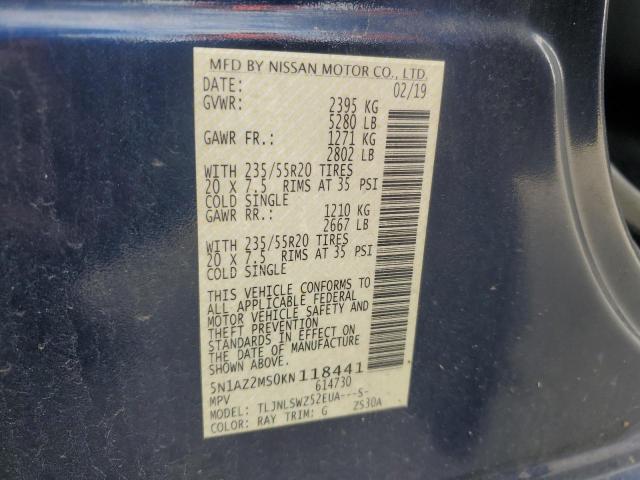 MFD BY NISSAN MOTOR CO., LTD.
DATE: 02/19
GVWR: 2395 KG
5280 LB
GAWR FR.: 1271 KG
2802 LB
WITH 235/55R20 TIRES
20 X 7.5 RIMS AT 35 PSI
COLD SINGLE
GAWR RR.: 1210 KG
2667 LB
WITH 235/55R20 TIRES
20 X 7.5 RIMS AT 35 PSI
COLD SINGLE
THIS VEHICLE CONFORMS TO
ALL APPLICABLE FEDERAL
MOTOR VEHICLE SAFETY AND
THEFT PREVENTION
STANDARDS IN EFFECT ON
THE DATE OF MANUFACTURE
SHOWN ABOVE.
5N1AZ2MS0KN118441
MPV 614730
MODEL: TLJNLSWZ52EUA---S-
COLOR: RAY TRIM: G ZS30A